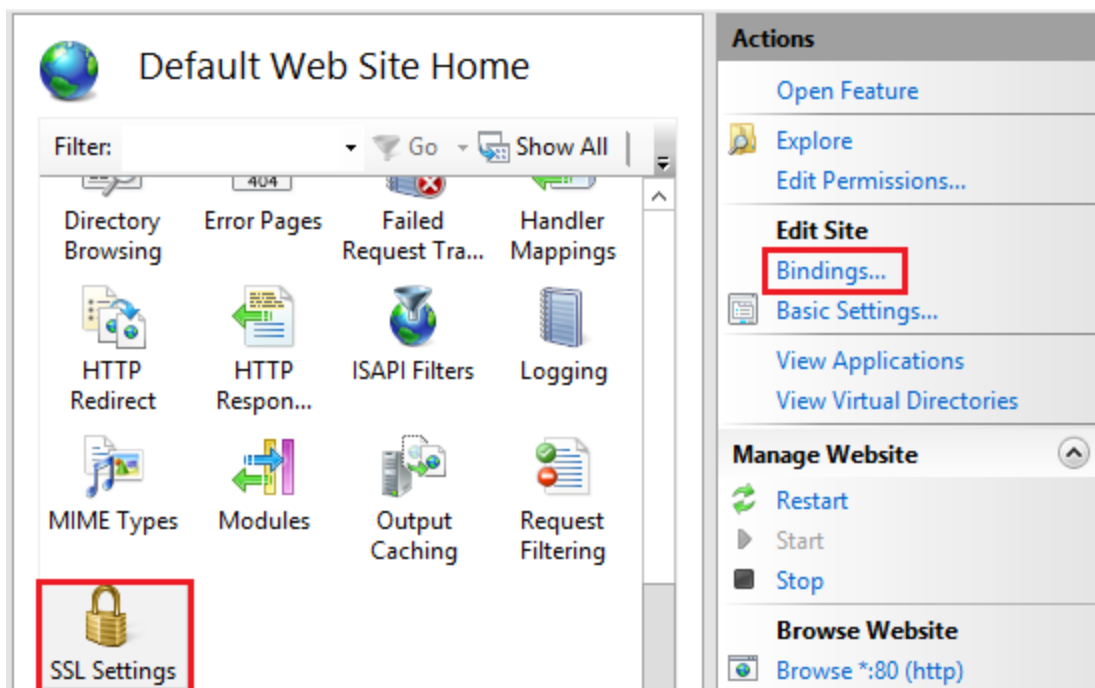 Default Web Site Home
Filter:
Go
Show All
404
Directory
Browsing
Error Pages
Failed
Request Tra...
Handler
Mappings
HTTP
Redirect
HTTP
Respon...
ISAPI Filters
Logging
MIME Types
Modules
Output
Caching
Request
Filtering
SSL Settings
Actions
Open Feature
Explore
Edit Permissions...
Edit Site
Bindings...
Basic Settings...
View Applications
View Virtual Directories
Manage Website
Restart
Start
Stop
Browse Website
Browse *:80 (http)